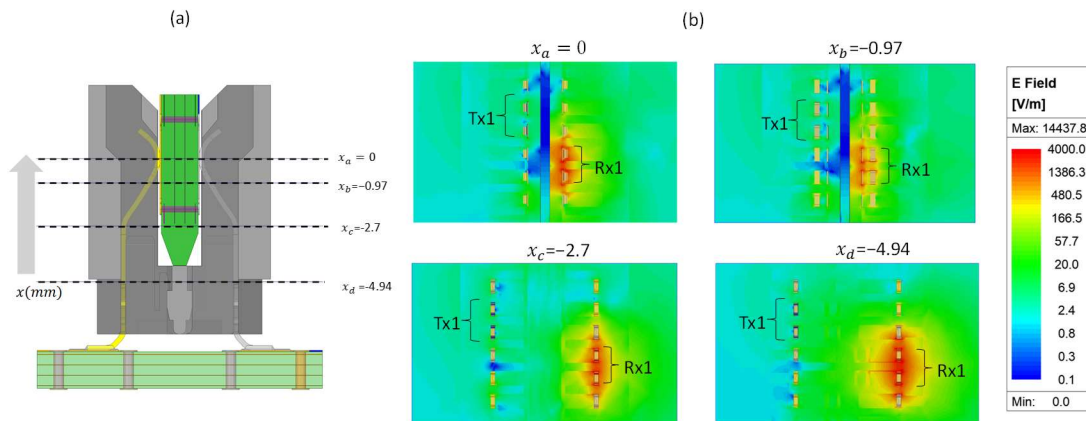 (a)
(b)
x_a = 0
x_b=−0.97
x_c=-2.7
x_d=-4.94
x(mm)
x_a = 0
Tx1
Rx1
x_b=−0.97
Tx1
Rx1
x_c=−2.7
Tx1
Rx1
x_d=−4.94
Tx1
Rx1
E Field
[V/m]
Max: 14437.8
4000.0
1386.3
480.5
166.5
57.7
20.0
6.9
2.4
0.8
0.3
0.1
Min: 0.0